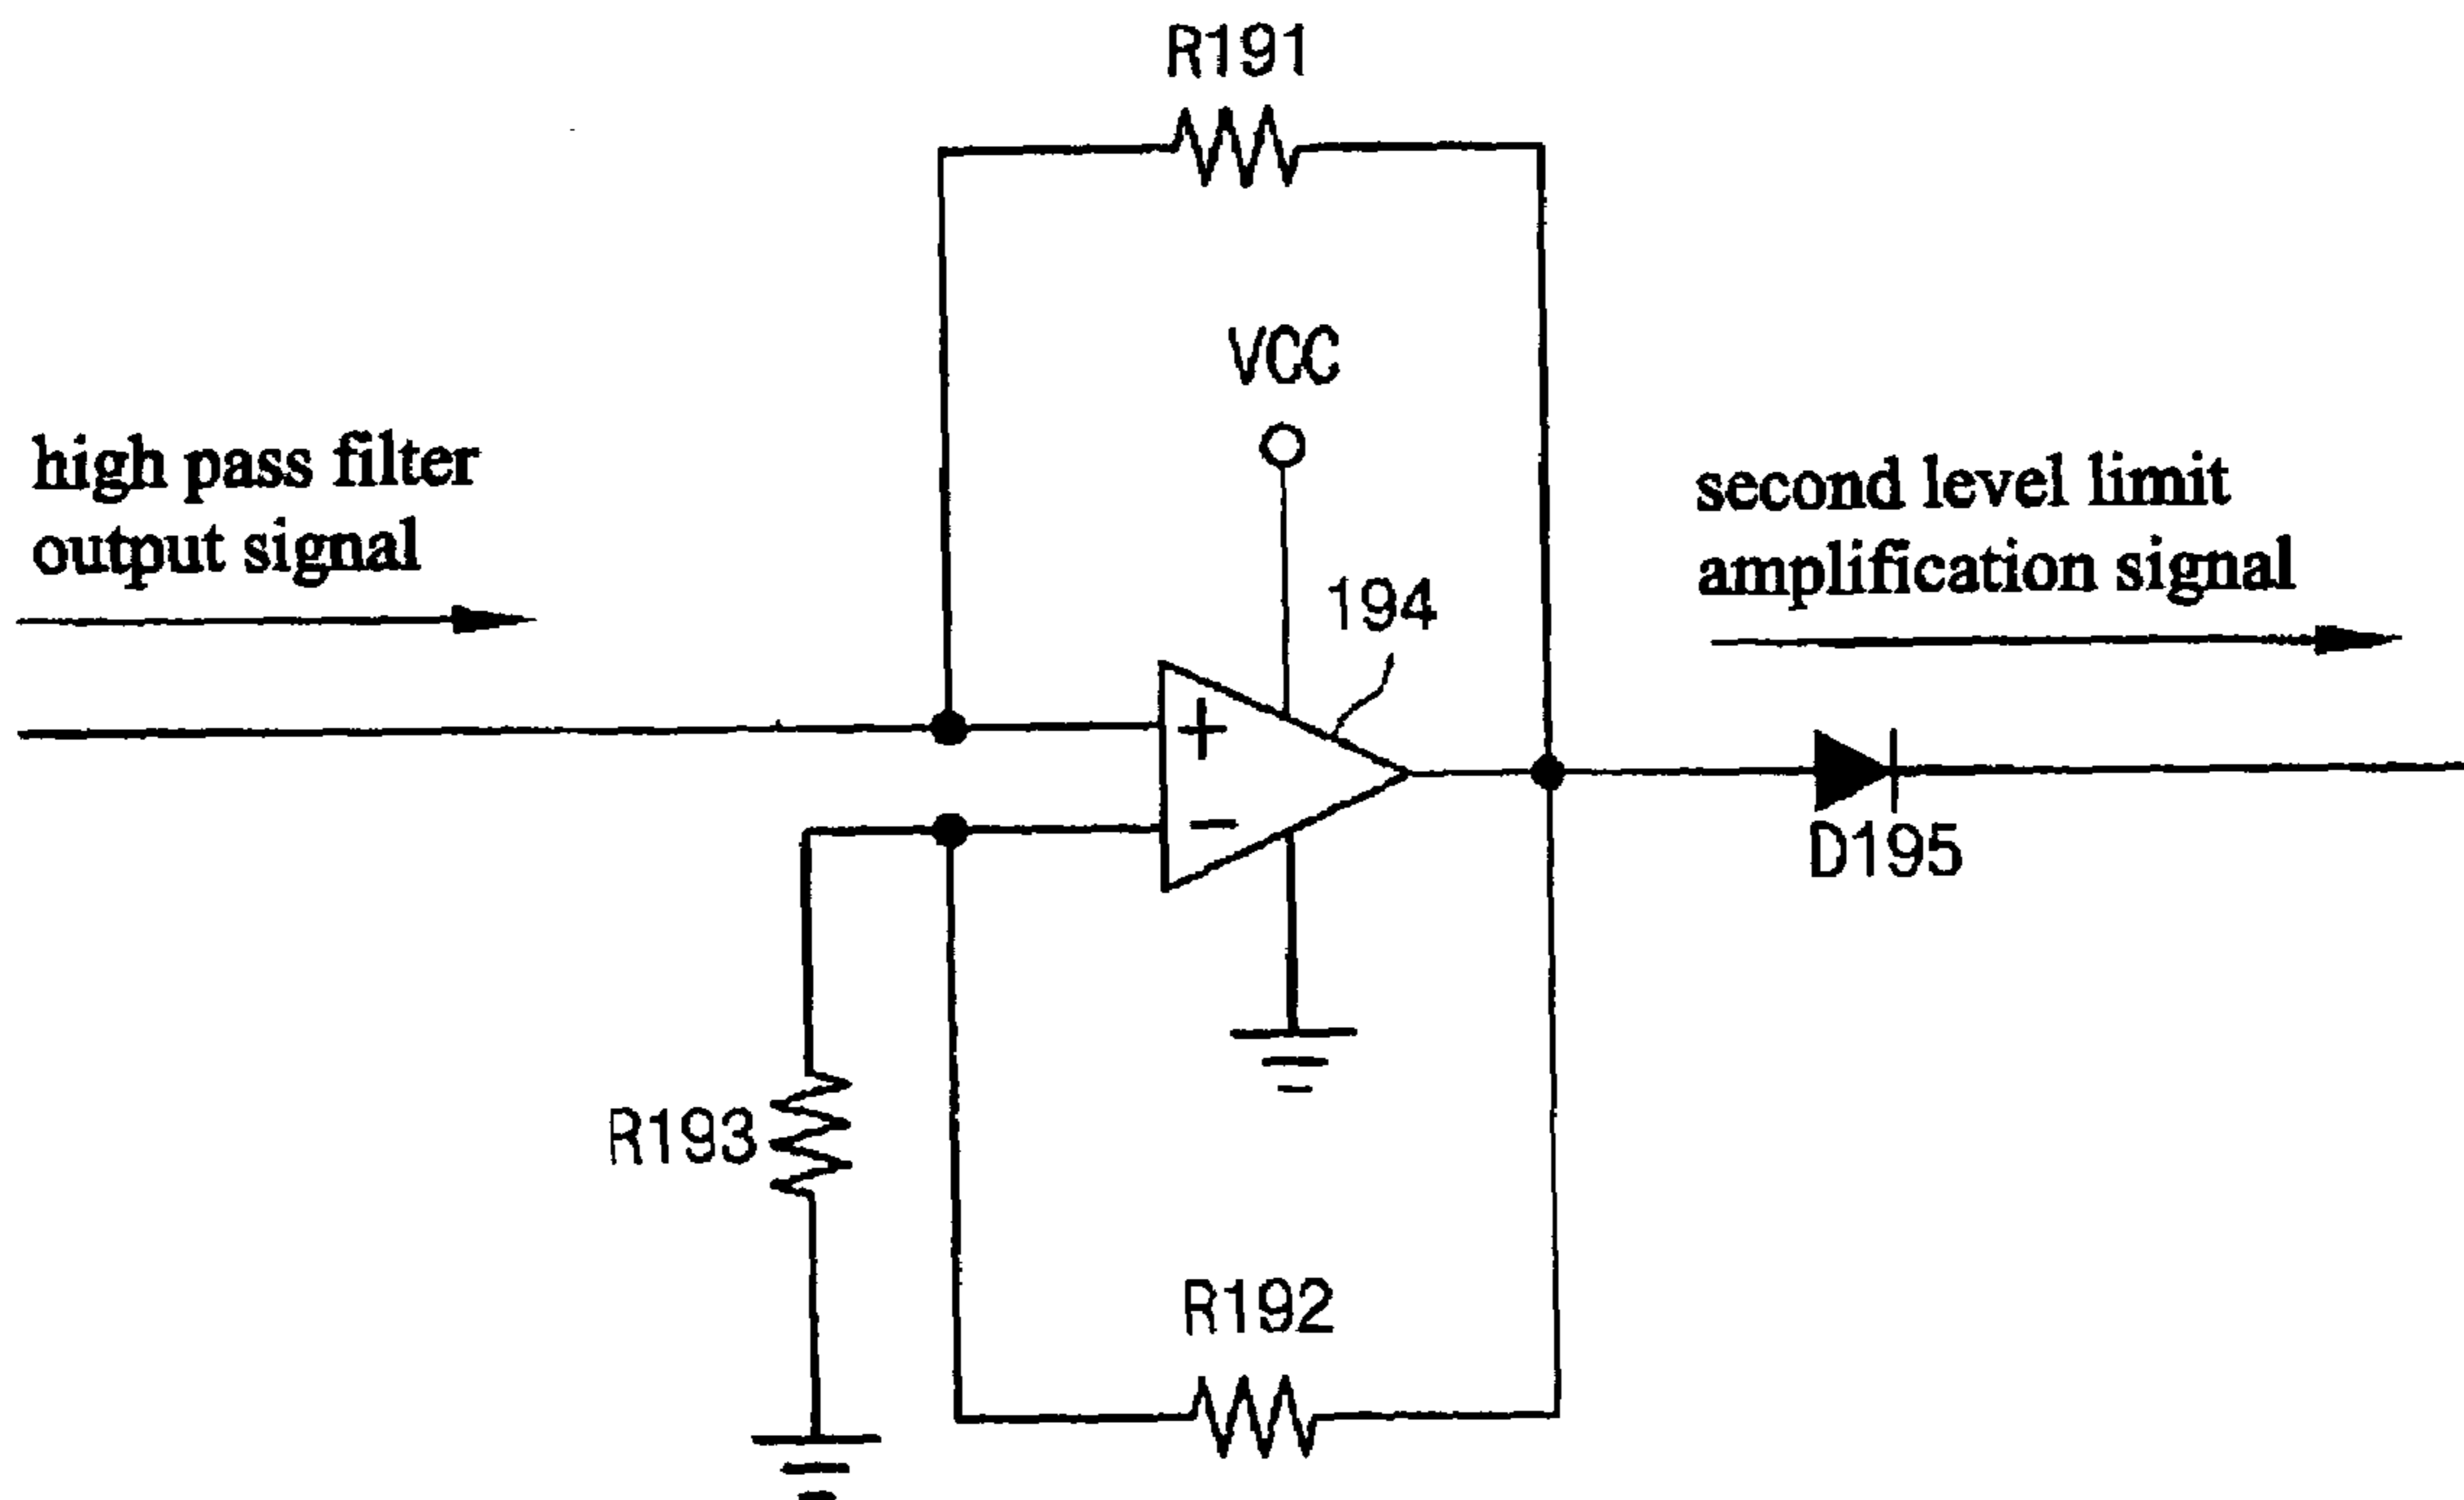 R191
VCC
high pass filter
output signal
second level limit
amplification signal
194
+
-
D195
R193
R192